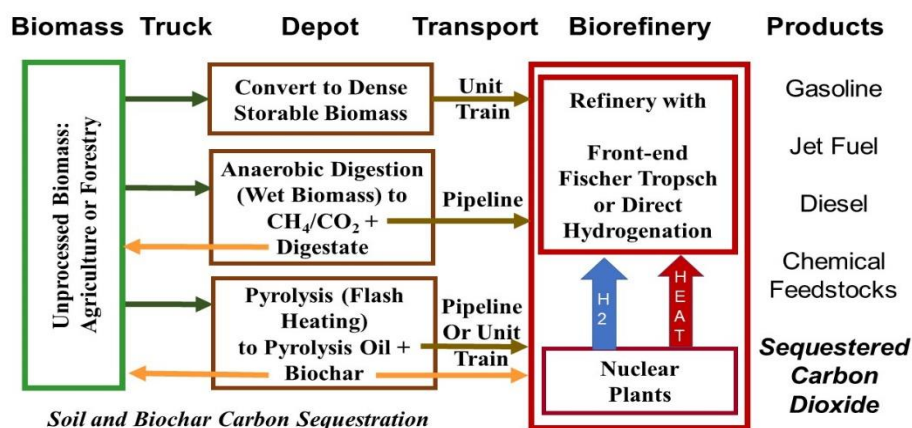 Biomass Truck Depot Transport Biorefinery Products
Unprocessed Biomass:
Agriculture or Forestry
Convert to Dense
Storable Biomass
Unit
Train
Anaerobic Digestion
(Wet Biomass) to
CH₄/CO₂ +
Digestate
Pipeline
Pyrolysis (Flash
Heating)
to Pyrolysis Oil +
Biochar
Pipeline
Or Unit
Train
Refinery with
Front-end
Fischer Tropsch
or Direct
Hydrogenation
H2
HEAT
Nuclear
Plants
Gasoline
Jet Fuel
Diesel
Chemical
Feedstocks
Sequestered
Carbon
Dioxide
Soil and Biochar Carbon Sequestration